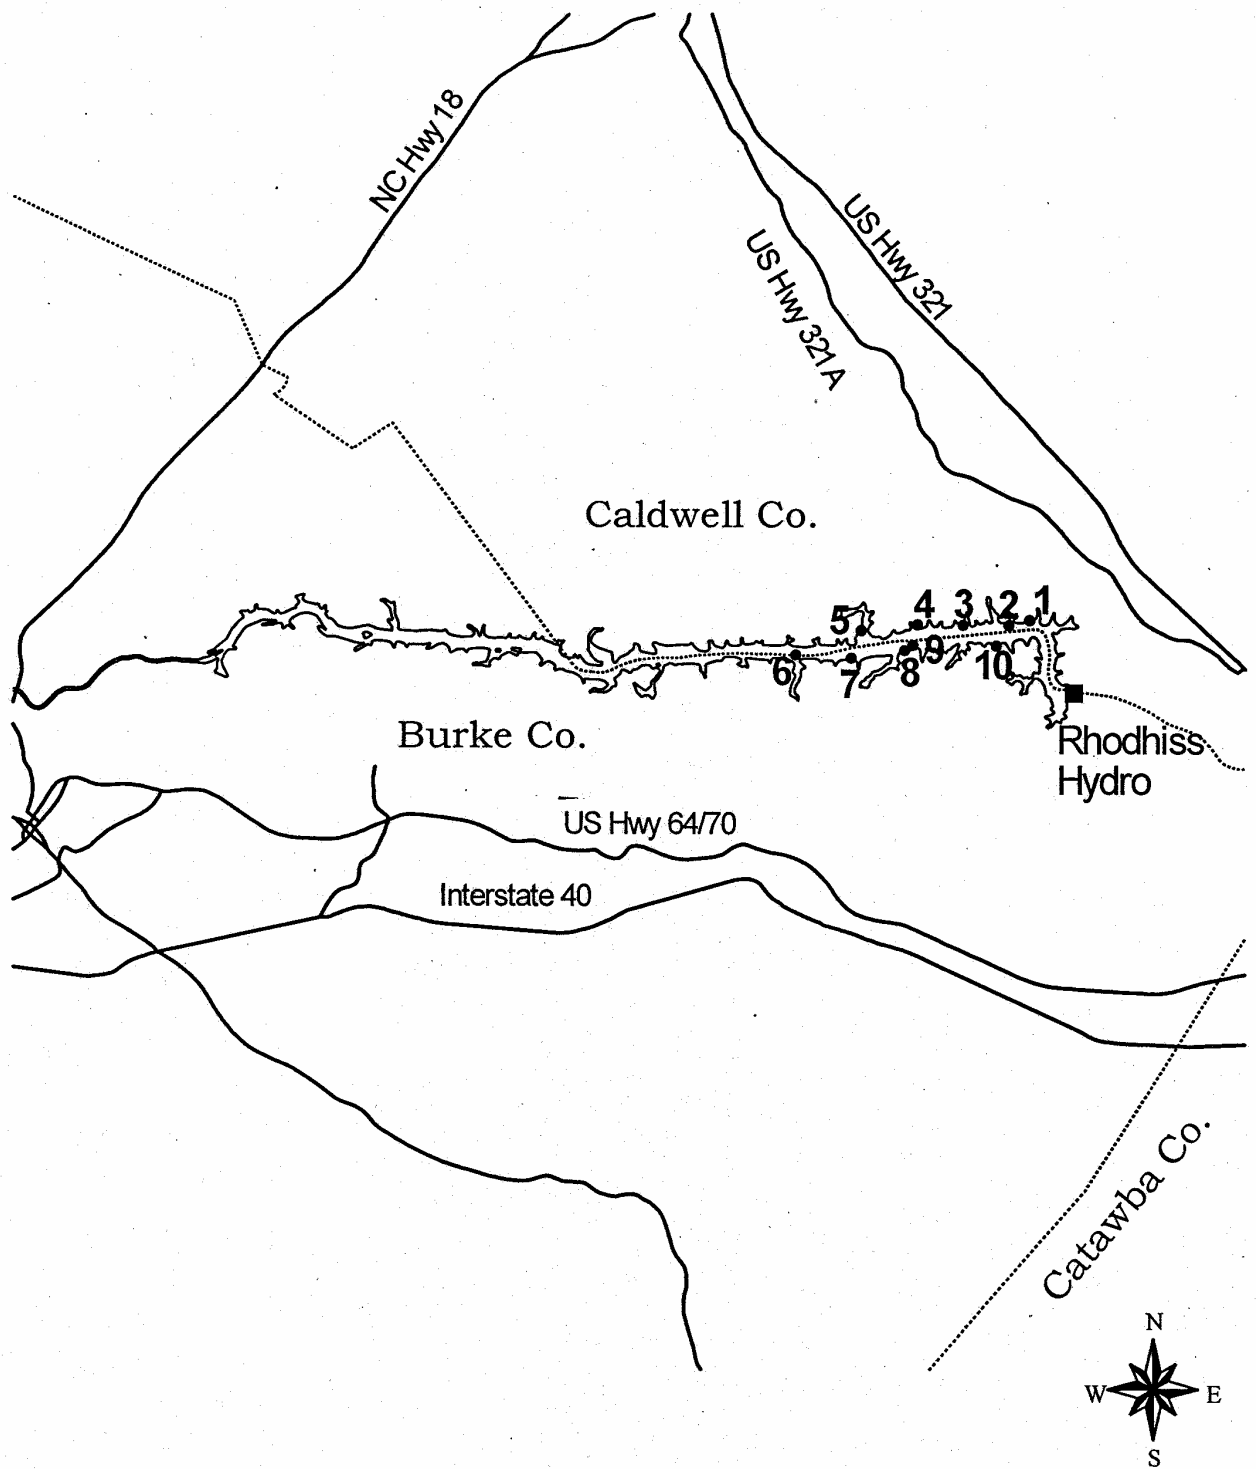 NC Hwy 18
US Hwy 321
US Hwy 321A
Caldwell Co.
5
4
3
2
1
6
7
8
9
10
Rhodhiss
Hydro
Burke Co.
US Hwy 64/70
Interstate 40
Catawba Co.
N
W
E
S